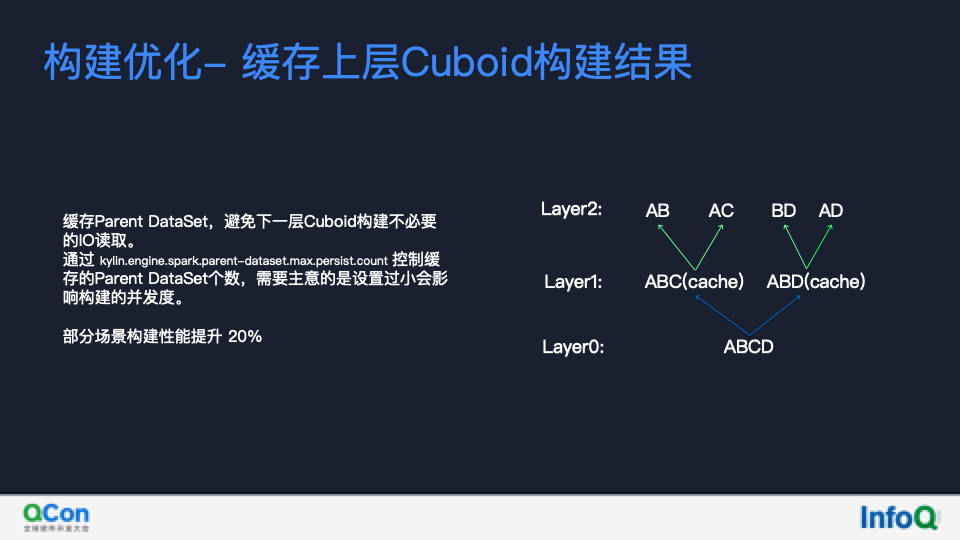 构建优化- 缓存上层Cuboid构建结果
缓存Parent DataSet，避免下一层Cuboid构建不必要
的IO读取。
通过 kylin.engine.spark.parent-dataset.max.persist.count 控制缓
存的Parent DataSet个数，需要主意的是设置过小会影
响构建的并发度。
部分场景构建性能提升 20%
Layer2: AB AC BD AD
Layer1: ABC(cache) ABD(cache)
Layer0: ABCD
QCon
全球软件开发大会
InfoQ